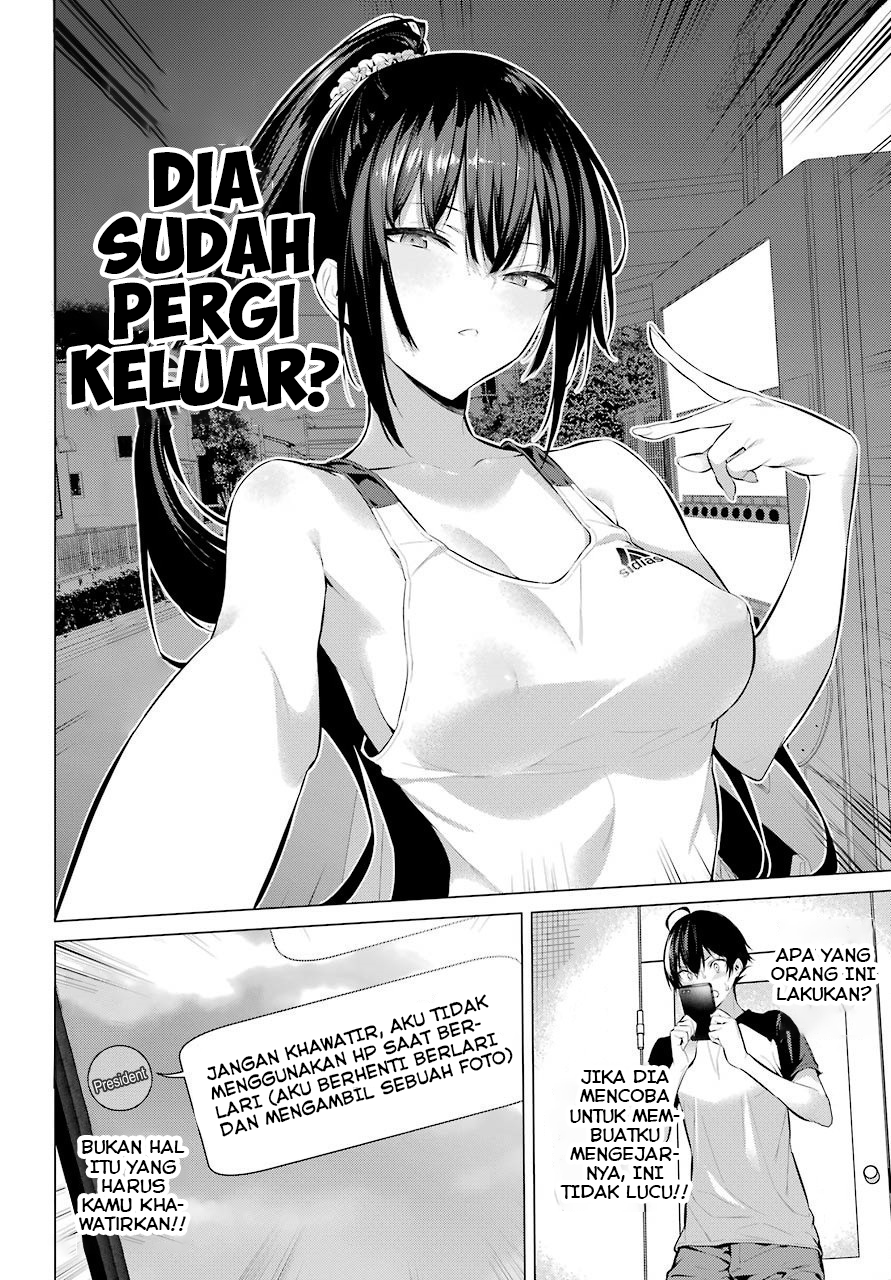 DIA
SUDAH
PERGI
KELUAR?
sidias
APA YANG
ORANG INI
LAKUKAN?
JIKA DIA
MENCOBA
UNTUK MEM-
BUATKU
MENGEJAR-
NYA, INI
TIDAK LUCU!!
President
JANGAN KHAWATIR, AKU TIDAK
MENGGUNAKAN HP SAAT BER-
LARI (AKU BERHENTI BERLARI
DAN MENGAMBIL SEBUAH FOTO)
BUKAN HAL
ITU YANG
HARUS
KAMU KHA-
WATIRKAN!!